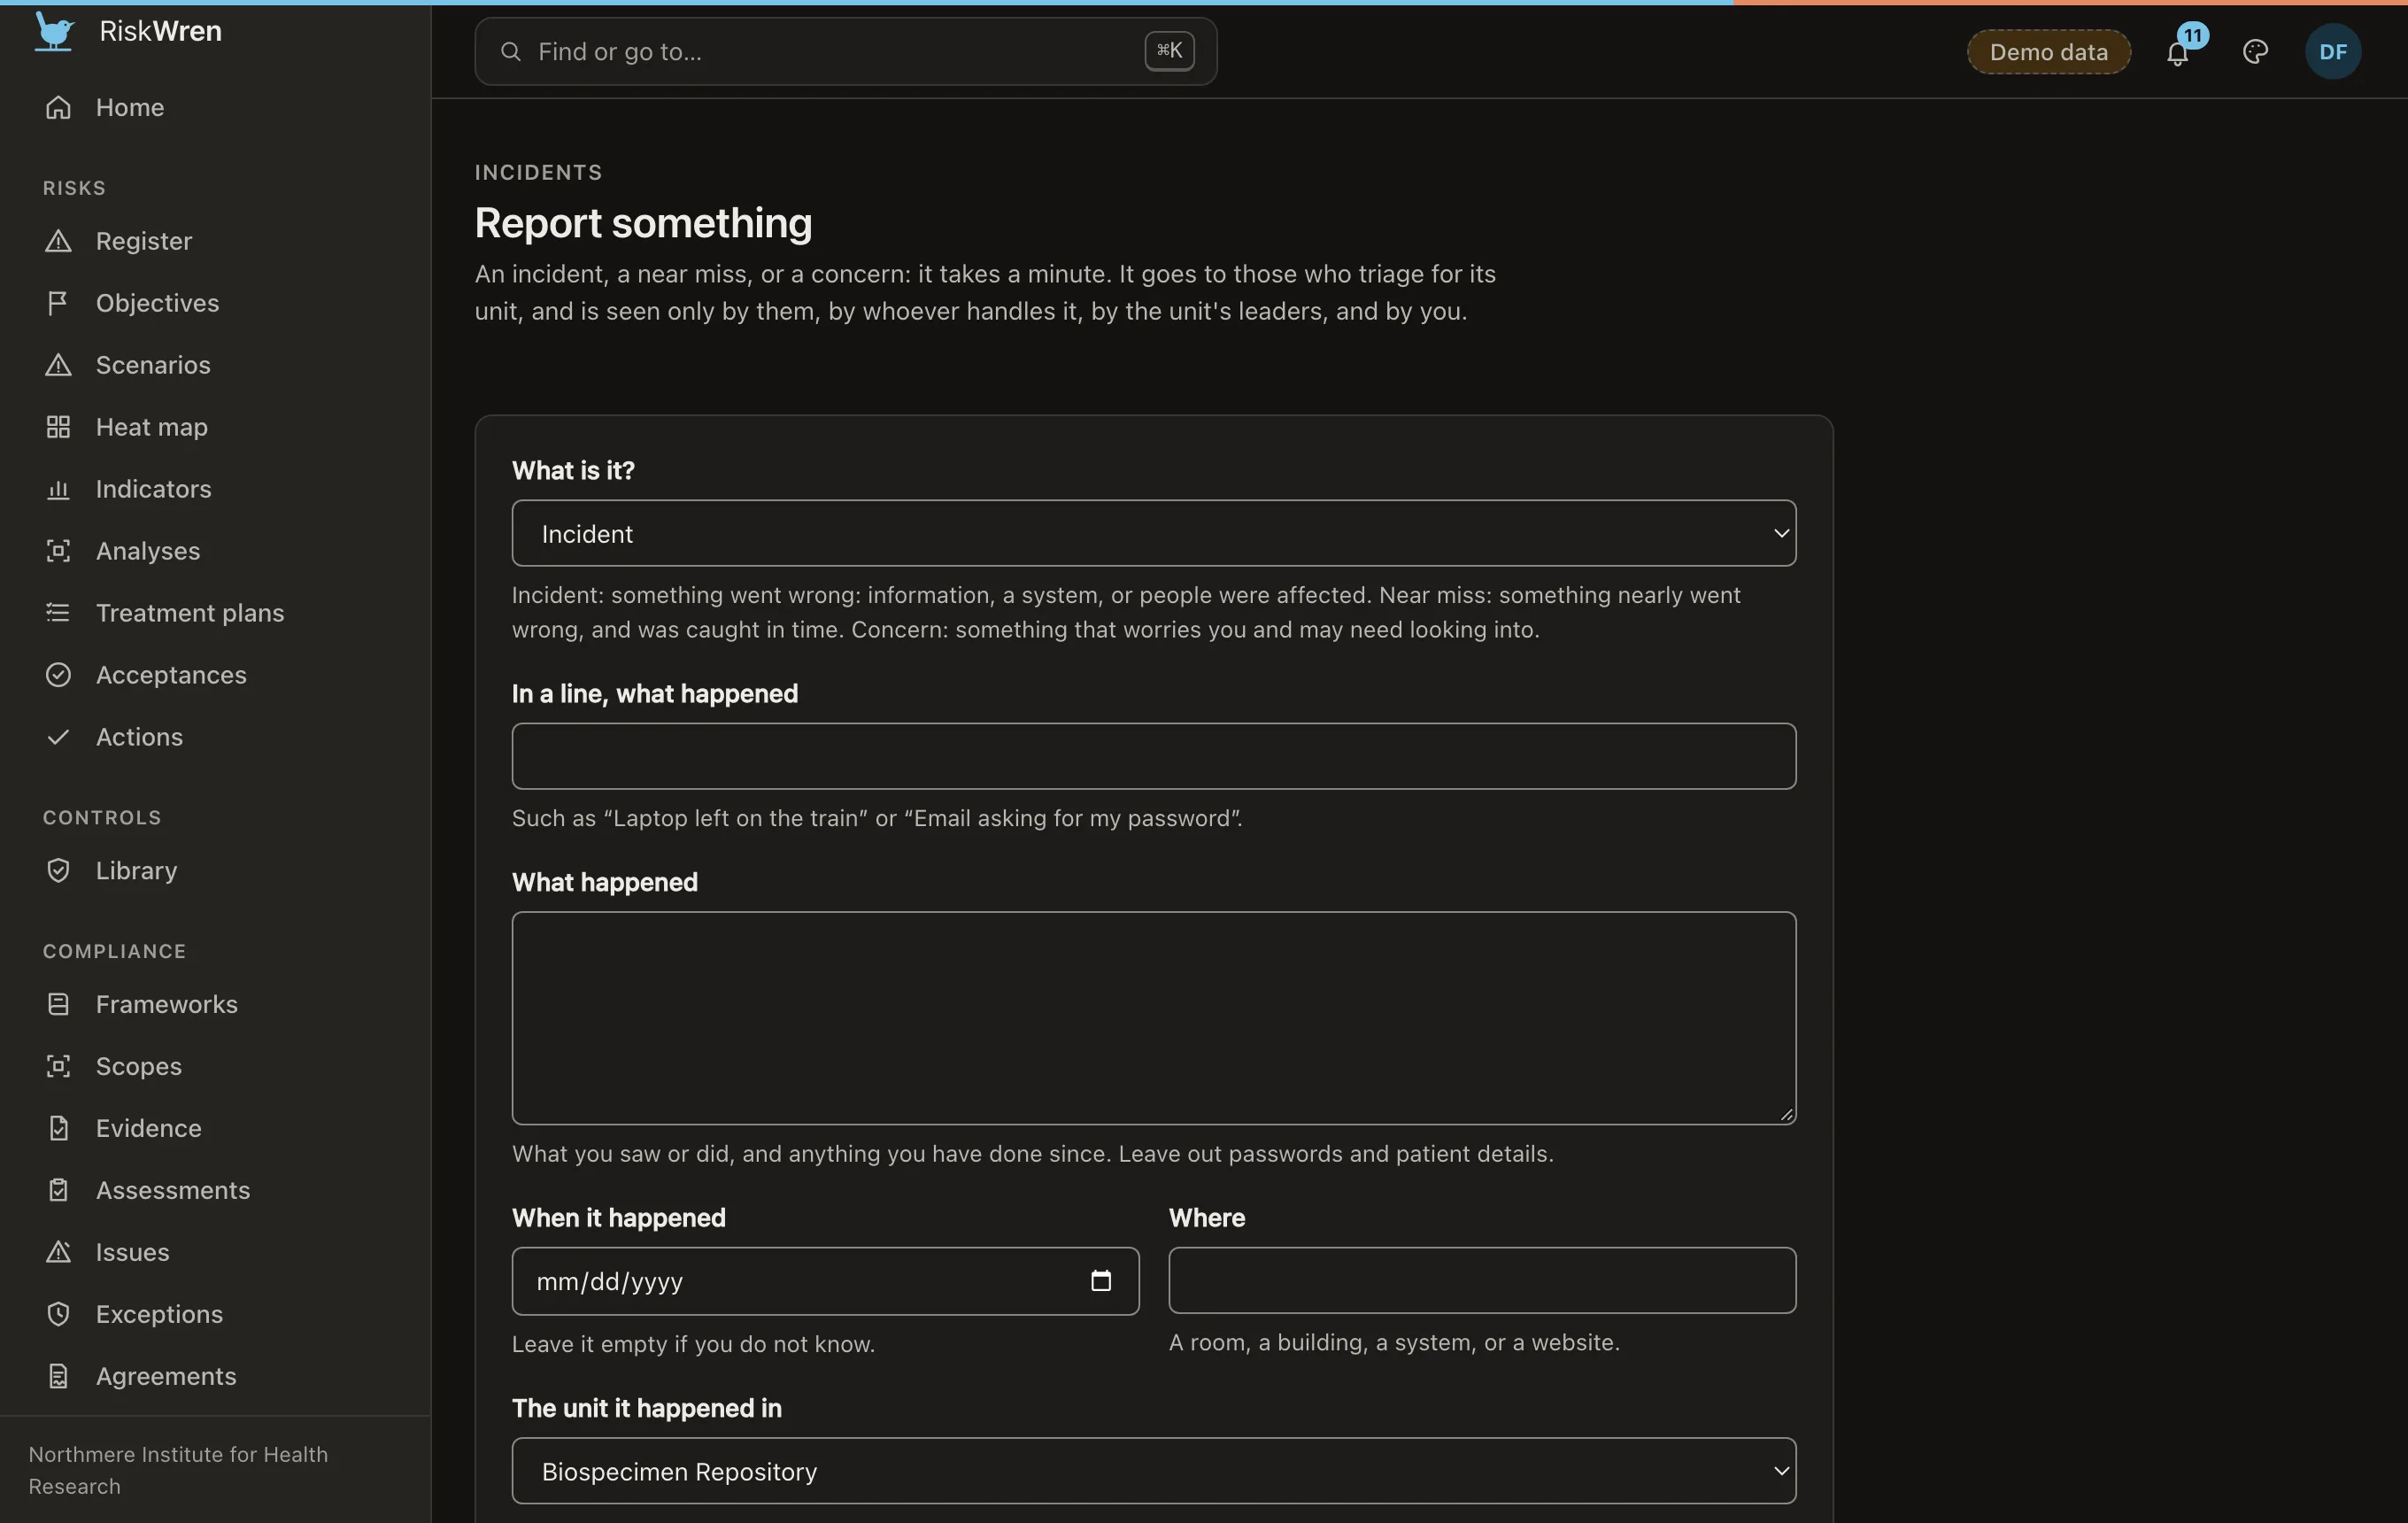 RiskWren
Home
RISKS
Register
Objectives
Scenarios
Heat map
Indicators
Analyses
Treatment plans
Acceptances
Actions
CONTROLS
Library
COMPLIANCE
Frameworks
Scopes
Evidence
Assessments
Issues
Exceptions
Agreements
Northmere Institute for Health
Research
Find or go to...
⌘K
Demo data
11
DF
INCIDENTS
Report something
An incident, a near miss, or a concern: it takes a minute. It goes to those who triage for its
unit, and is seen only by them, by whoever handles it, by the unit's leaders, and by you.
What is it?
Incident
Incident: something went wrong: information, a system, or people were affected. Near miss: something nearly went
wrong, and was caught in time. Concern: something that worries you and may need looking into.
In a line, what happened
Such as “Laptop left on the train” or “Email asking for my password”.
What happened
What you saw or did, and anything you have done since. Leave out passwords and patient details.
When it happened
mm/dd/yyyy
Leave it empty if you do not know.
Where
A room, a building, a system, or a website.
The unit it happened in
Biospecimen Repository